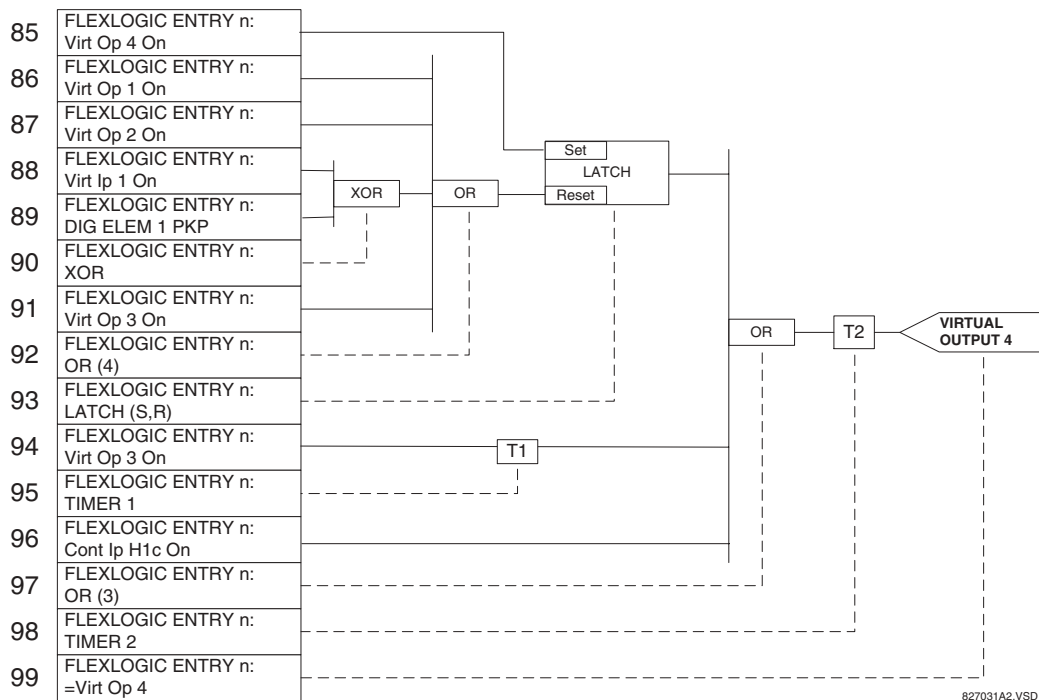 85
FLEXLOGIC ENTRY n:
Virt Op 4 On
86
FLEXLOGIC ENTRY n:
Virt Op 1 On
87
FLEXLOGIC ENTRY n:
Virt Op 2 On
88
FLEXLOGIC ENTRY n:
Virt Ip 1 On
89
FLEXLOGIC ENTRY n:
DIG ELEM 1 PKP
90
FLEXLOGIC ENTRY n:
XOR
91
FLEXLOGIC ENTRY n:
Virt Op 3 On
92
FLEXLOGIC ENTRY n:
OR (4)
93
FLEXLOGIC ENTRY n:
LATCH (S,R)
94
FLEXLOGIC ENTRY n:
Virt Op 3 On
95
FLEXLOGIC ENTRY n:
TIMER 1
96
FLEXLOGIC ENTRY n:
Cont Ip H1c On
97
FLEXLOGIC ENTRY n:
OR (3)
98
FLEXLOGIC ENTRY n:
TIMER 2
99
FLEXLOGIC ENTRY n:
=Virt Op 4
XOR
OR
Set
LATCH
Reset
T1
OR
T2
VIRTUAL
OUTPUT 4
827031A2.VSD